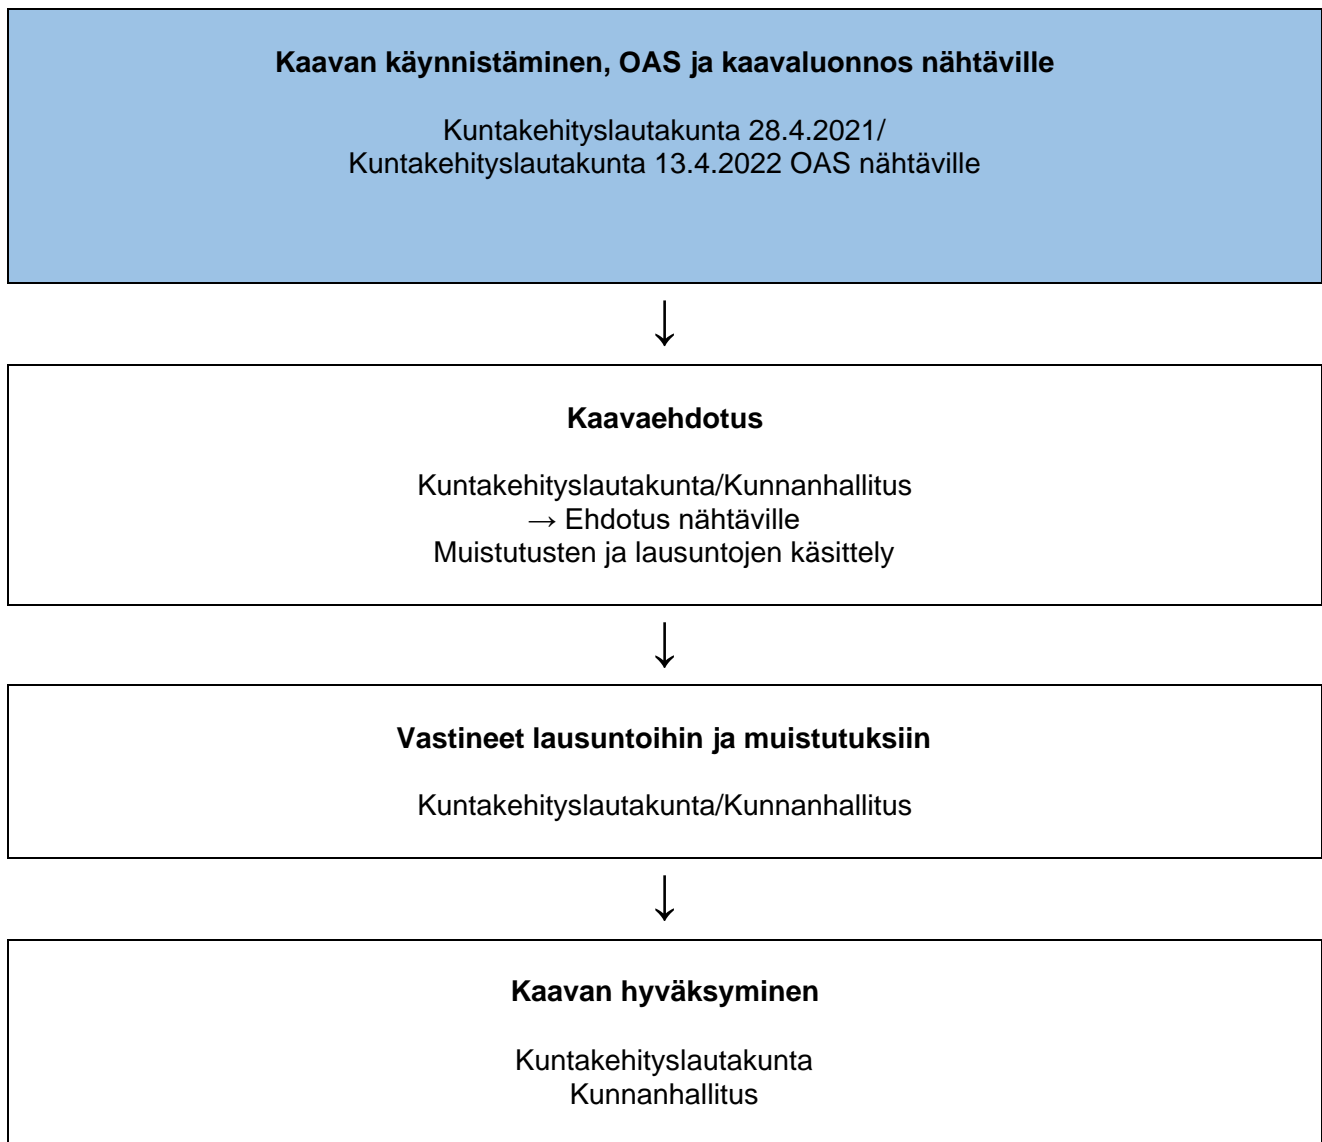 Kaavan käynnistäminen, OAS ja kaavaluonnos nähtäville
Kuntakehityslautakunta 28.4.2021/
Kuntakehityslautakunta 13.4.2022 OAS nähtäville
↓
Kaavaehdotus
Kuntakehityslautakunta/Kunnanhallitus
→ Ehdotus nähtäville
Muistutusten ja lausuntojen käsittely
↓
Vastineet lausuntoihin ja muistutuksiin
Kuntakehityslautakunta/Kunnanhallitus
↓
Kaavan hyväksyminen
Kuntakehityslautakunta
Kunnanhallitus